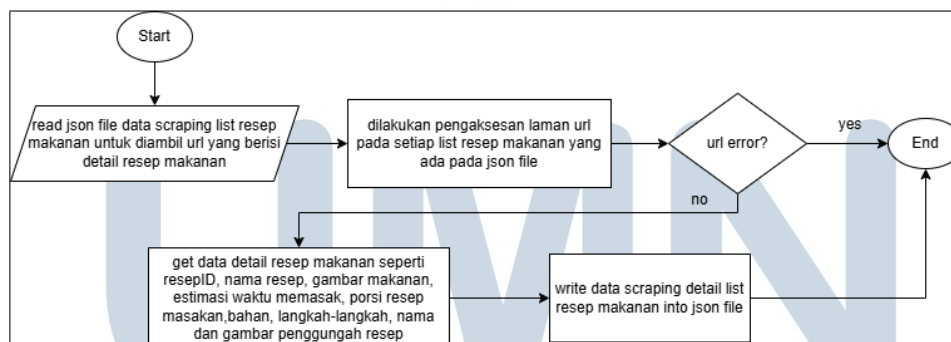 Start
read json file data scraping list resep
makanan untuk diambil url yang berisi
detail resep makanan
dilakukan pengaksesan laman url
pada setiap list resep makanan yang
ada pada json file
url error?
yes
End
no
get data detail resep makanan seperti
resepID, nama resep, gambar makanan,
estimasi waktu memasak, porsi resep
masakan,bahan, langkah-langkah, nama
dan gambar penggungah resep
write data scraping detail list
resep makanan into json file
UMN